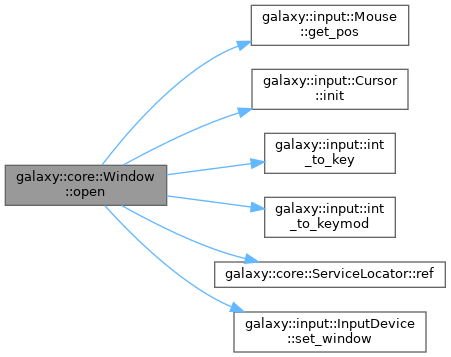 galaxy::core::Window
::open
galaxy::input::Mouse
::get_pos
galaxy::input::Cursor
::init
galaxy::input::int
_to_key
galaxy::input::int
_to_keymod
galaxy::core::ServiceLocator::ref
galaxy::input::InputDevice
::set_window